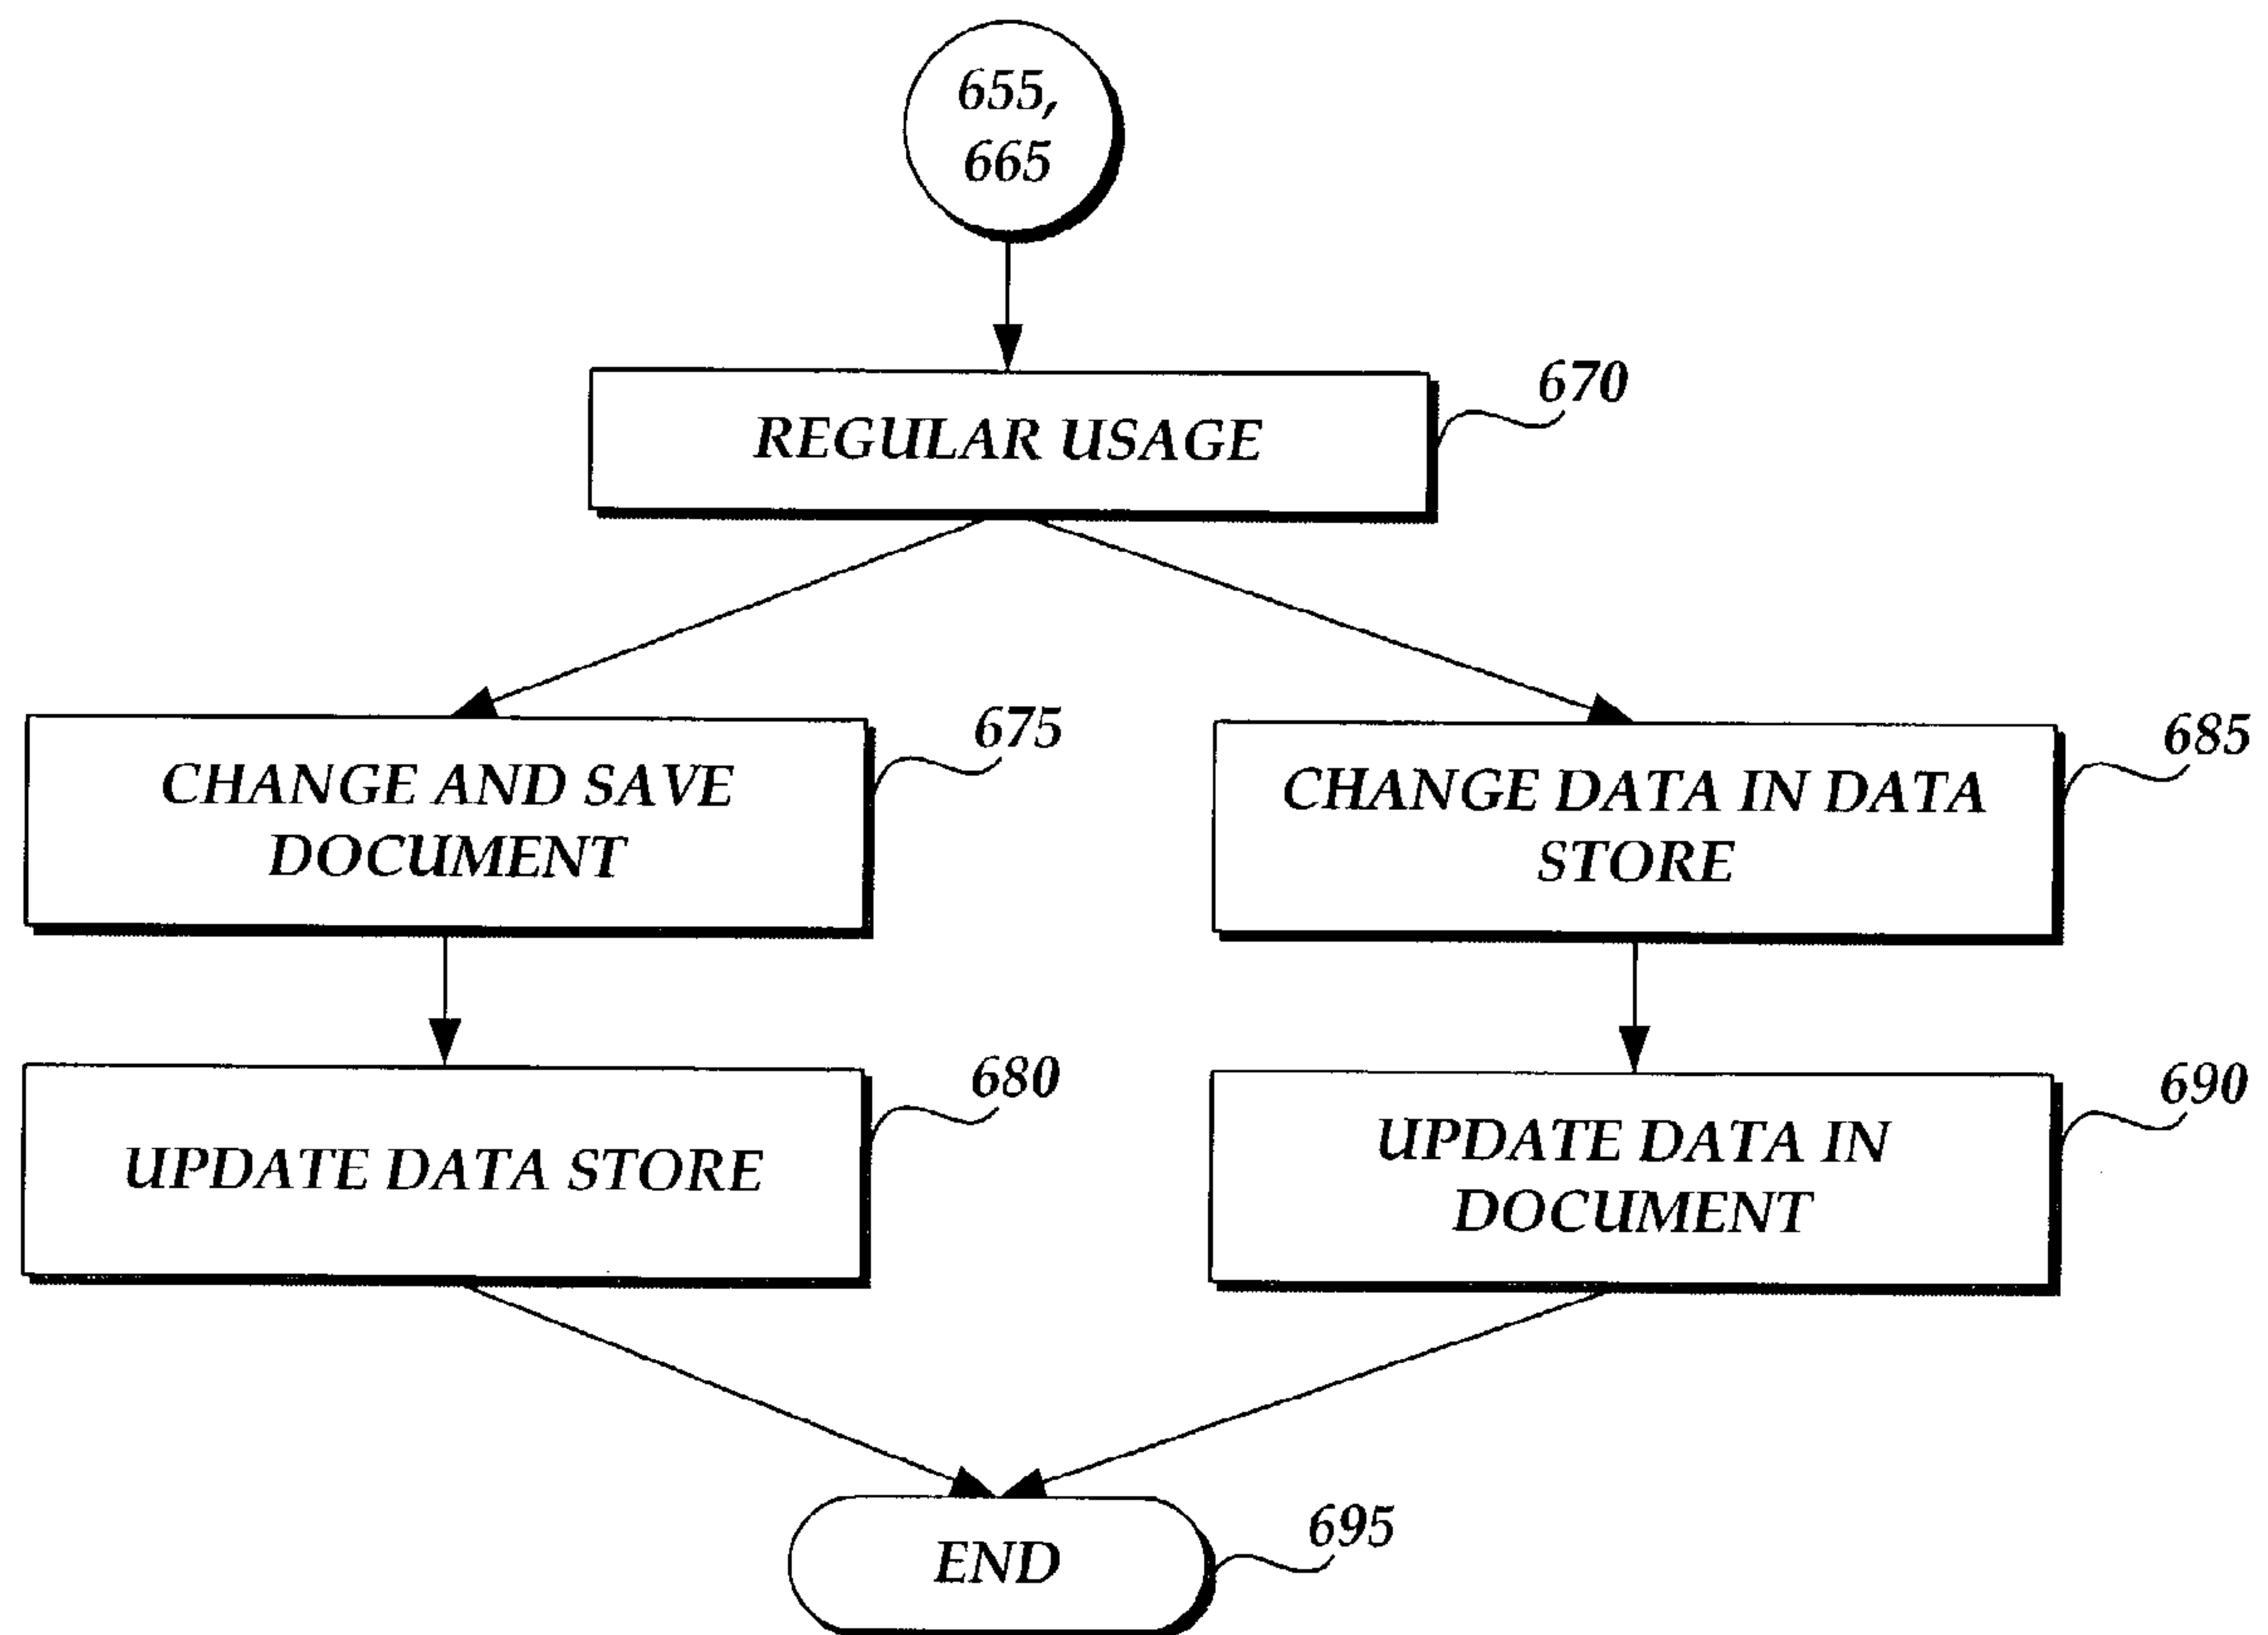 655,
665
REGULAR USAGE
670
CHANGE AND SAVE
DOCUMENT
675
CHANGE DATA IN DATA
STORE
685
UPDATE DATA STORE
680
UPDATE DATA IN
DOCUMENT
690
END
695